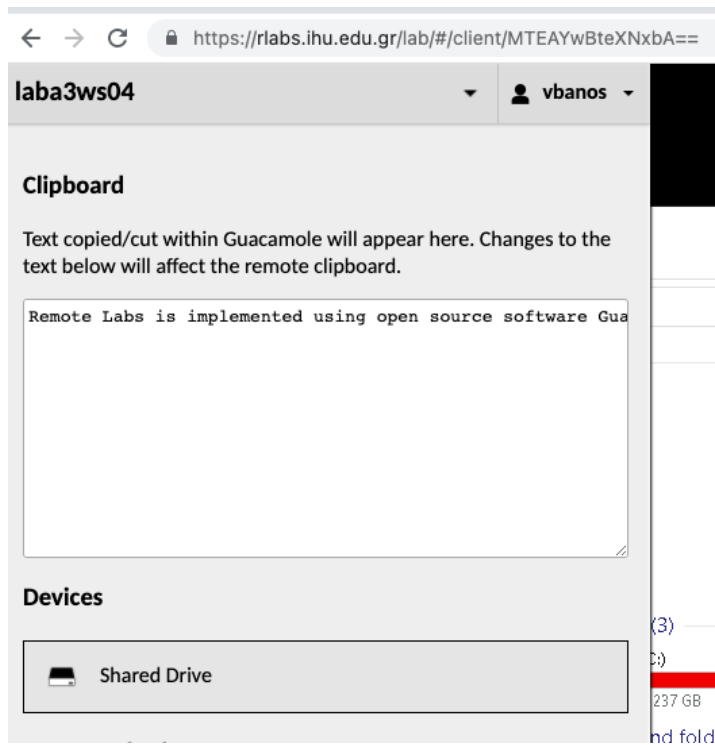 https://rlabs.ihu.edu.gr/lab/#/client/MTEAYwBteXNxbA==
laba3ws04
vbanos
Clipboard
Text copied/cut within Guacamole will appear here. Changes to the
text below will affect the remote clipboard.
Remote Labs is implemented using open source software Gua
Devices
Shared Drive
(3)
C:)
237 GB
nd fold